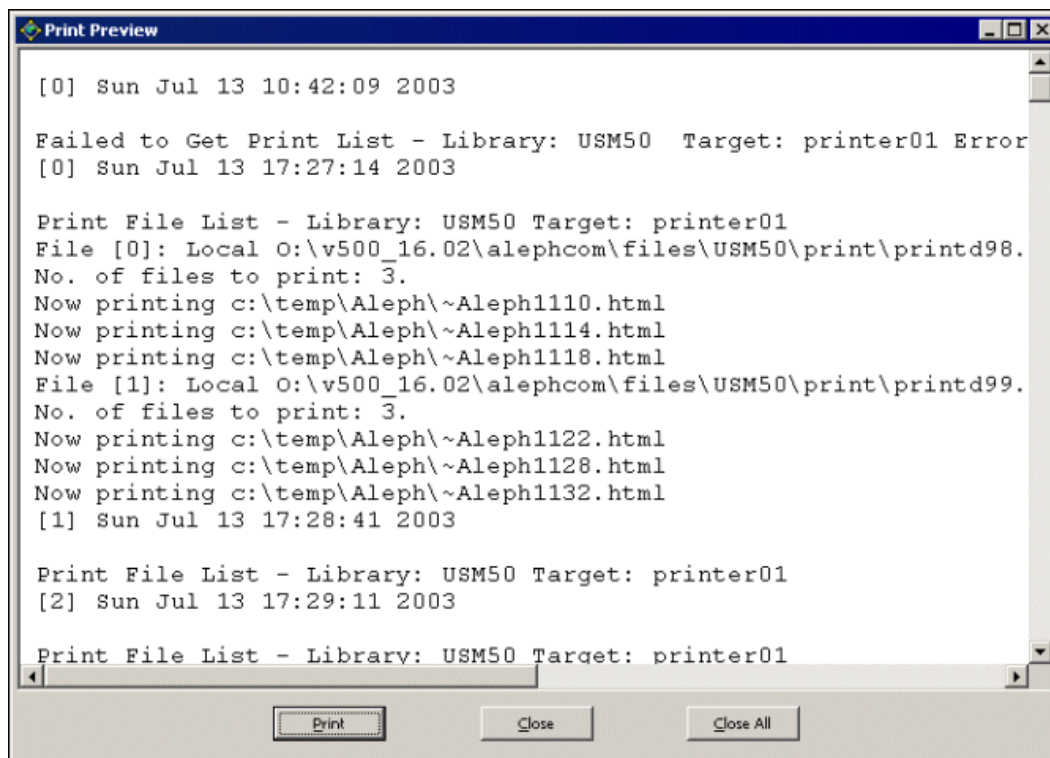 Print Preview
[0] Sun Jul 13 10:42:09 2003
Failed to Get Print List - Library: USM50  Target: printer01 Error
[0] Sun Jul 13 17:27:14 2003
Print File List - Library: USM50 Target: printer01
File [0]: Local O:\v500_16.02\alephcom\files\USM50\print\printd98.
No. of files to print: 3.
Now printing c:\temp\Aleph\~Aleph1110.html
Now printing c:\temp\Aleph\~Aleph1114.html
Now printing c:\temp\Aleph\~Aleph1118.html
File [1]: Local O:\v500_16.02\alephcom\files\USM50\print\printd99.
No. of files to print: 3.
Now printing c:\temp\Aleph\~Aleph1122.html
Now printing c:\temp\Aleph\~Aleph1128.html
Now printing c:\temp\Aleph\~Aleph1132.html
[1] Sun Jul 13 17:28:41 2003
Print File List - Library: USM50 Target: printer01
[2] Sun Jul 13 17:29:11 2003
Print File List - Library: USM50 Target: printer01
Print Close Close All